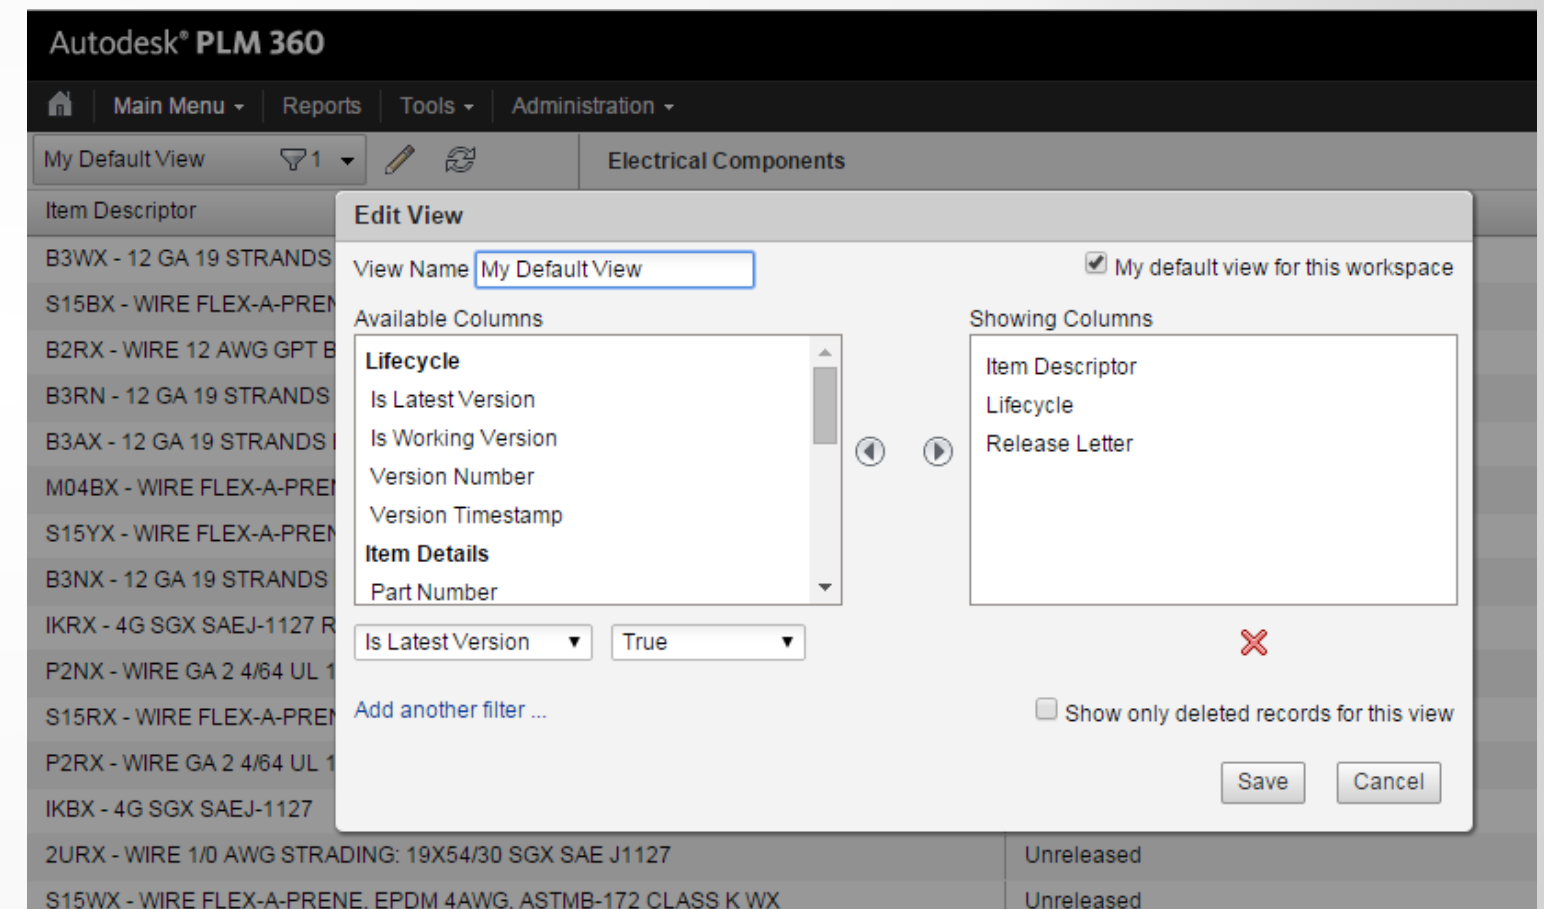 Autodesk® PLM 360
Main Menu Reports Tools Administration
My Default View 1 Electrical Components
Item Descriptor
Edit View
B3WX - 12 GA 19 STRANDS
View Name My Default View My default view for this workspace
S15BX - WIRE FLEX-A-PREN
Available Columns Showing Columns
B2RX - WIRE 12 AWG GPT B
Lifecycle Item Descriptor
B3RN - 12 GA 19 STRANDS
Is Latest Version Lifecycle
B3AX - 12 GA 19 STRANDS
Is Working Version Release Letter
M04BX - WIRE FLEX-A-PREN
Version Number
S15YX - WIRE FLEX-A-PREN
Version Timestamp
B3NX - 12 GA 19 STRANDS
Item Details
Part Number
IKRX - 4G SGX SAEJ-1127 R
Is Latest Version True
P2NX - WIRE GA 2 4/64 UL 1
S15RX - WIRE FLEX-A-PREN
Add another filter ... Show only deleted records for this view
P2RX - WIRE GA 2 4/64 UL 1
Save Cancel
IKBX - 4G SGX SAEJ-1127
2URX - WIRE 1/0 AWG STRADING: 19X54/30 SGX SAE J1127 Unreleased
S15WX - WIRE FLEX-A-PRENE, EPDM 4AWG, ASTMB-172 CLASS K WX Unreleased